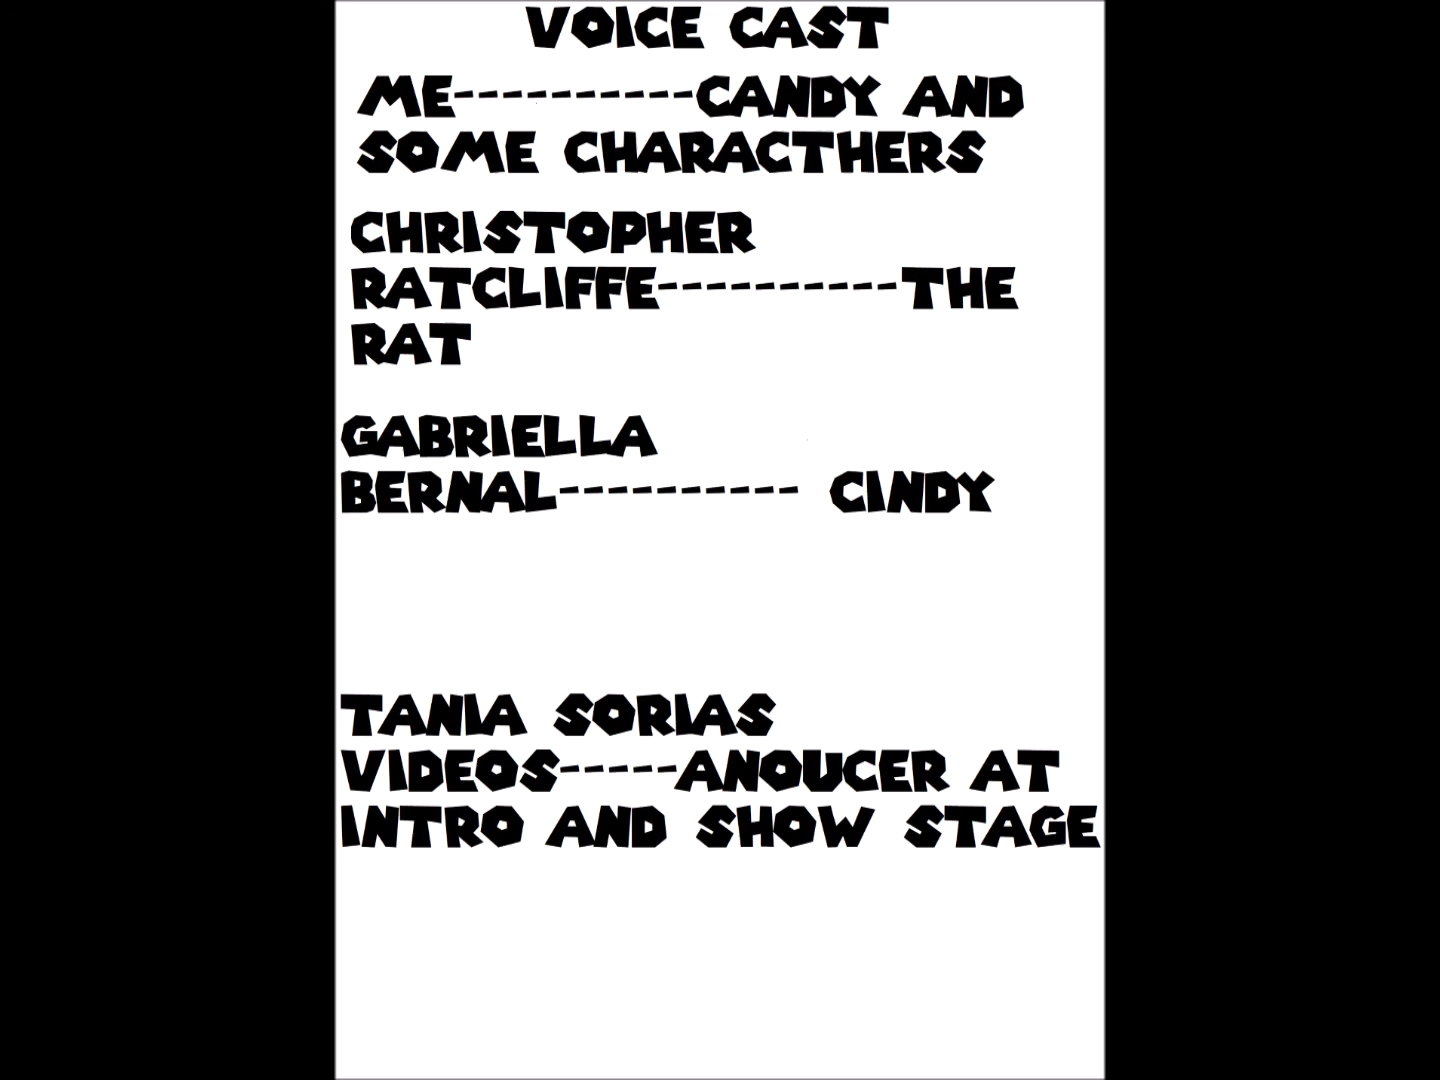 VOICE CAST
ME----------CANDY AND
SOME CHARACTHERS
CHRISTOPHER
RATCLIFFE----------THE
RAT
GABRIELLA
BERNAL---------- CINDY
TANIA SORIAS
VIDEOS-----ANOUCER AT
INTRO AND SHOW STAGE